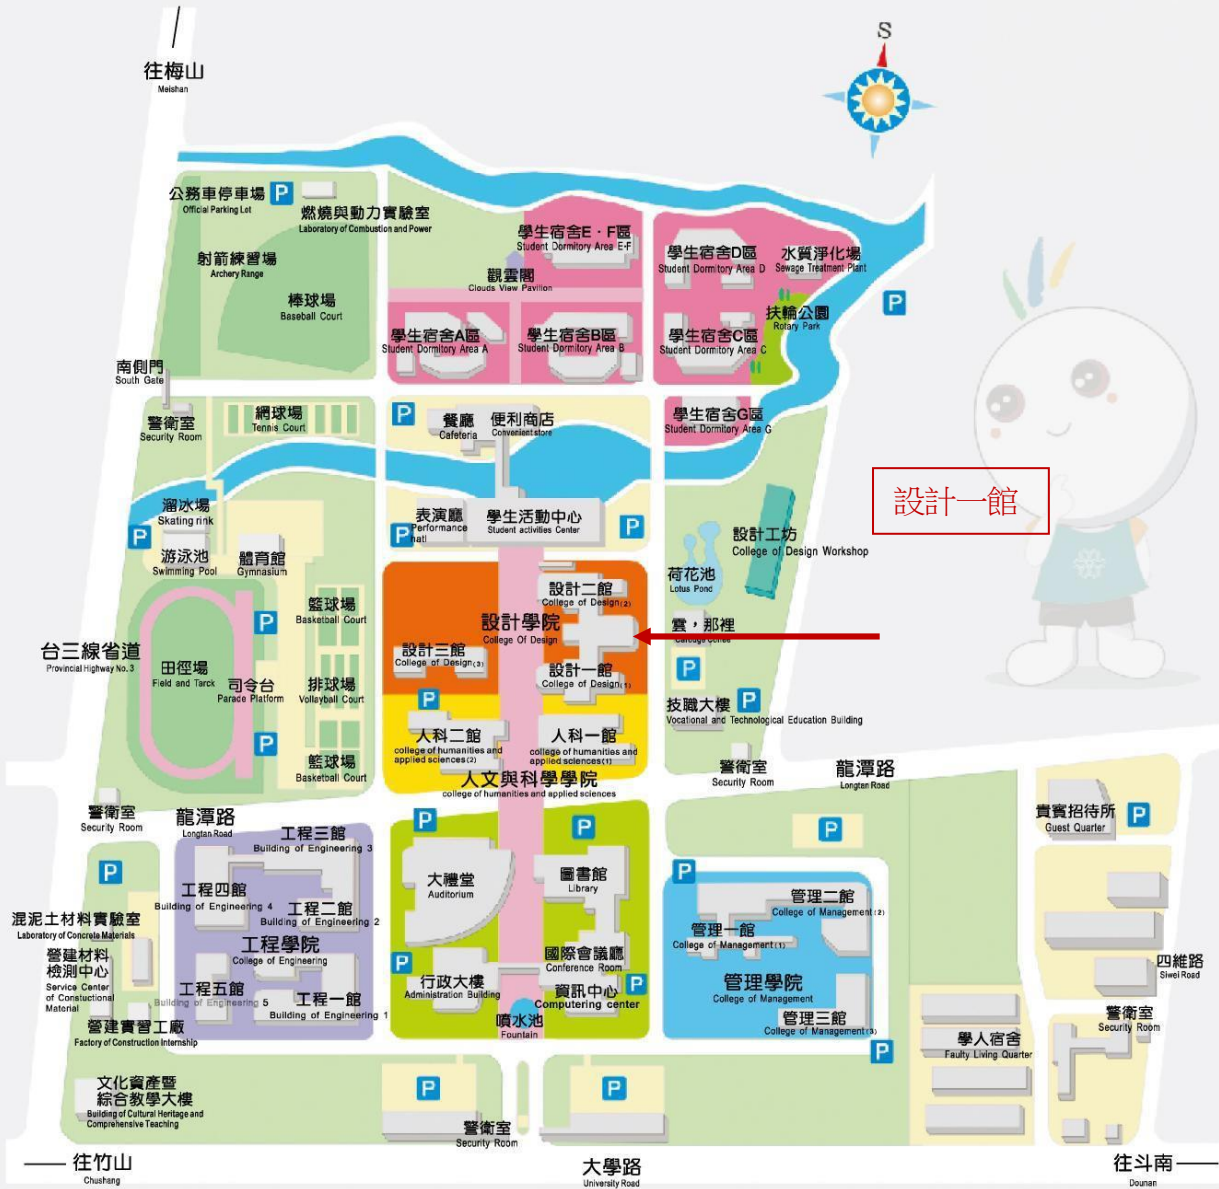 S
往梅山
Meishan
公務車停車場
Official Parking Lot
P
燃燒與動力實驗室
Laboratory of Combustion and Power
射箭練習場
Archery Range
棒球場
Baseball Court
學生宿舍E．F區
Student Dormitory Area E-F
觀雲閣
Clouds View Pavilion
學生宿舍D區
Student Dormitory Area D
水質淨化場
Sewage Treatment Plant
扶輪公園
Rotary Park
P
學生宿舍A區
Student Dormitory Area A
學生宿舍B區
Student Dormitory Area B
學生宿舍C區
Student Dormitory Area C
南側門
South Gate
警衛室
Security Room
網球場
Tennis Court
P
餐廳
Cafeteria
便利商店
Convenient store
學生宿舍G區
Student Dormitory Area G
設計一館
溜冰場
Skating rink
P
游泳池
Swimming Pool
體育館
Gymnasium
表演廳
Performance
hatl
P
學生活動中心
Student activities Center
P
設計工坊
College of Design Workshop
荷花池
Lotus Pond
設計二館
College of Design(2)
設計學院
College Of Design
雲，那裡
P
籃球場
Basketball Court
P
設計三館
College of Design(3)
設計一館
College of Design(1)
台三線省道
Provincial Highway No. 3
田徑場
Field and Tarck
司令台
Parade Platform
排球場
Vollayball Court
P
P
技職大樓
Vocational and Technological Education Building
P
人科二館
college of humanities and
applied sciences(2)
人科一館
college of humanities and
applied sciences(1)
籃球場
Basketball Court
人文與科學學院
college of humanities and applied sciences
警衛室
Security Room
龍潭路
Longtan Road
警衛室
Security Room
龍潭路
Longtan Road
貴賓招待所
Guest Quarter
P
工程三館
Building of Engineering 3
P
P
P
P
P
工程四館
Building of Engineering 4
工程二館
Building of Engineering 2
大禮堂
Auditorium
圖書館
Library
管理二館
College of Management(2)
管理一館
College of Management(1)
混泥土材料實驗室
Laboratory of Concrete Materials
營建材料
檢測中心
Service Center
of Constuctional
Material
工程學院
College of Engineering
工程五館
Building of Engineering 5
工程一館
Building of Engineering 1
P
行政大樓
Administration Building
國際會議廳
Conference Room
資訊中心
Computering center
P
管理學院
College of Management
管理三館
College of Management(3)
四維路
Siwei Road
營建實習工廠
Factory of Construction Internship
噴水池
Fountain
P
警衛室
Security Room
學人宿舍
Faulty Living Quarter
文化資產暨
綜合教學大樓
Building of Cultural Heritage and
Comprehensive Teaching
P
P
警衛室
Security Room
往竹山
Chushang
大學路
University Road
往斗南
Dounan